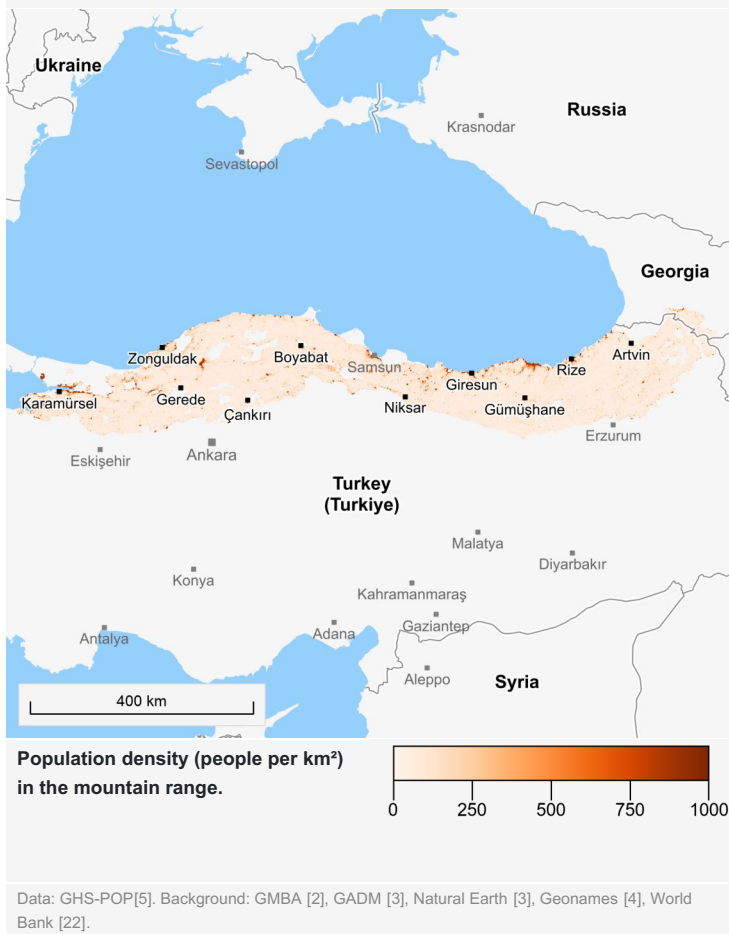 Ukraine
Russia
Krasnodar
Sevastopol
Georgia
Zonguldak
Boyabat
Samsun
Artvin
Rize
Giresun
Karamürsel
Gerede
Çankırı
Niksar
Gümüşhane
Erzurum
Eskişehir
Ankara
Turkey
(Turkiye)
Malatya
Diyarbakır
Konya
Kahramanmaraş
Gaziantep
Antalya
Adana
Aleppo
Syria
400 km
Population density (people per km²)
in the mountain range.
0 250 500 750 1000
Data: GHS-POP[5]. Background: GMBA [2], GADM [3], Natural Earth [3], Geonames [4], World
Bank [22].